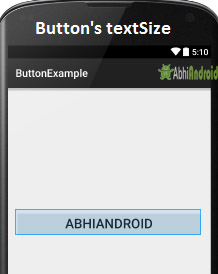 Button's textSize
5:10
ButtonExample
AbhiAndroid
ABHIANDROID